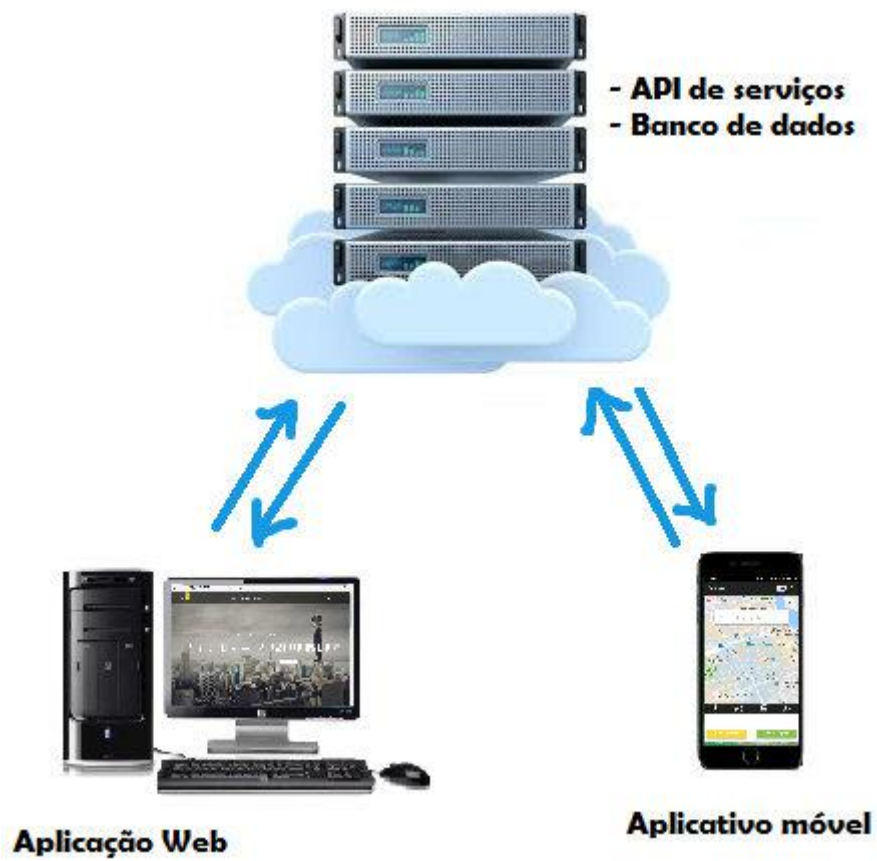 - API de serviços
- Banco de dados
Aplicação Web
Aplicativo móvel